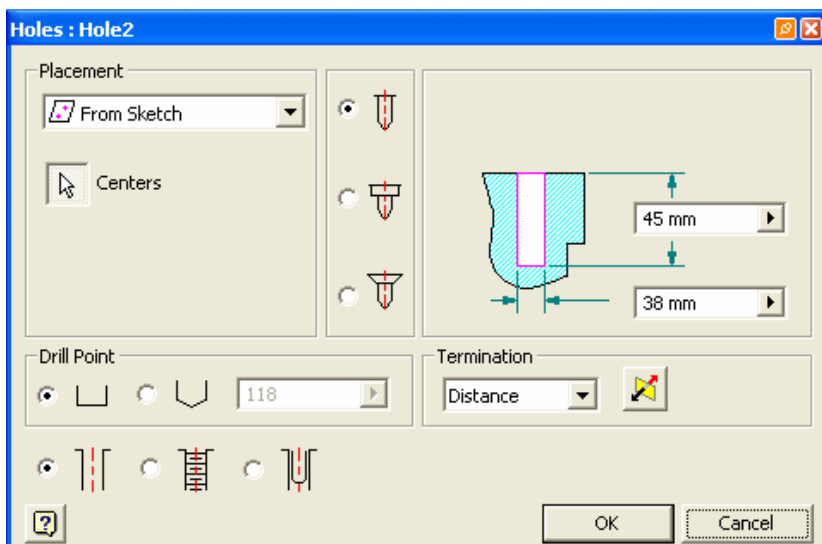 Holes : Hole2
Placement
From Sketch
Centers
45 mm
38 mm
Drill Point
118
Termination
Distance
OK
Cancel